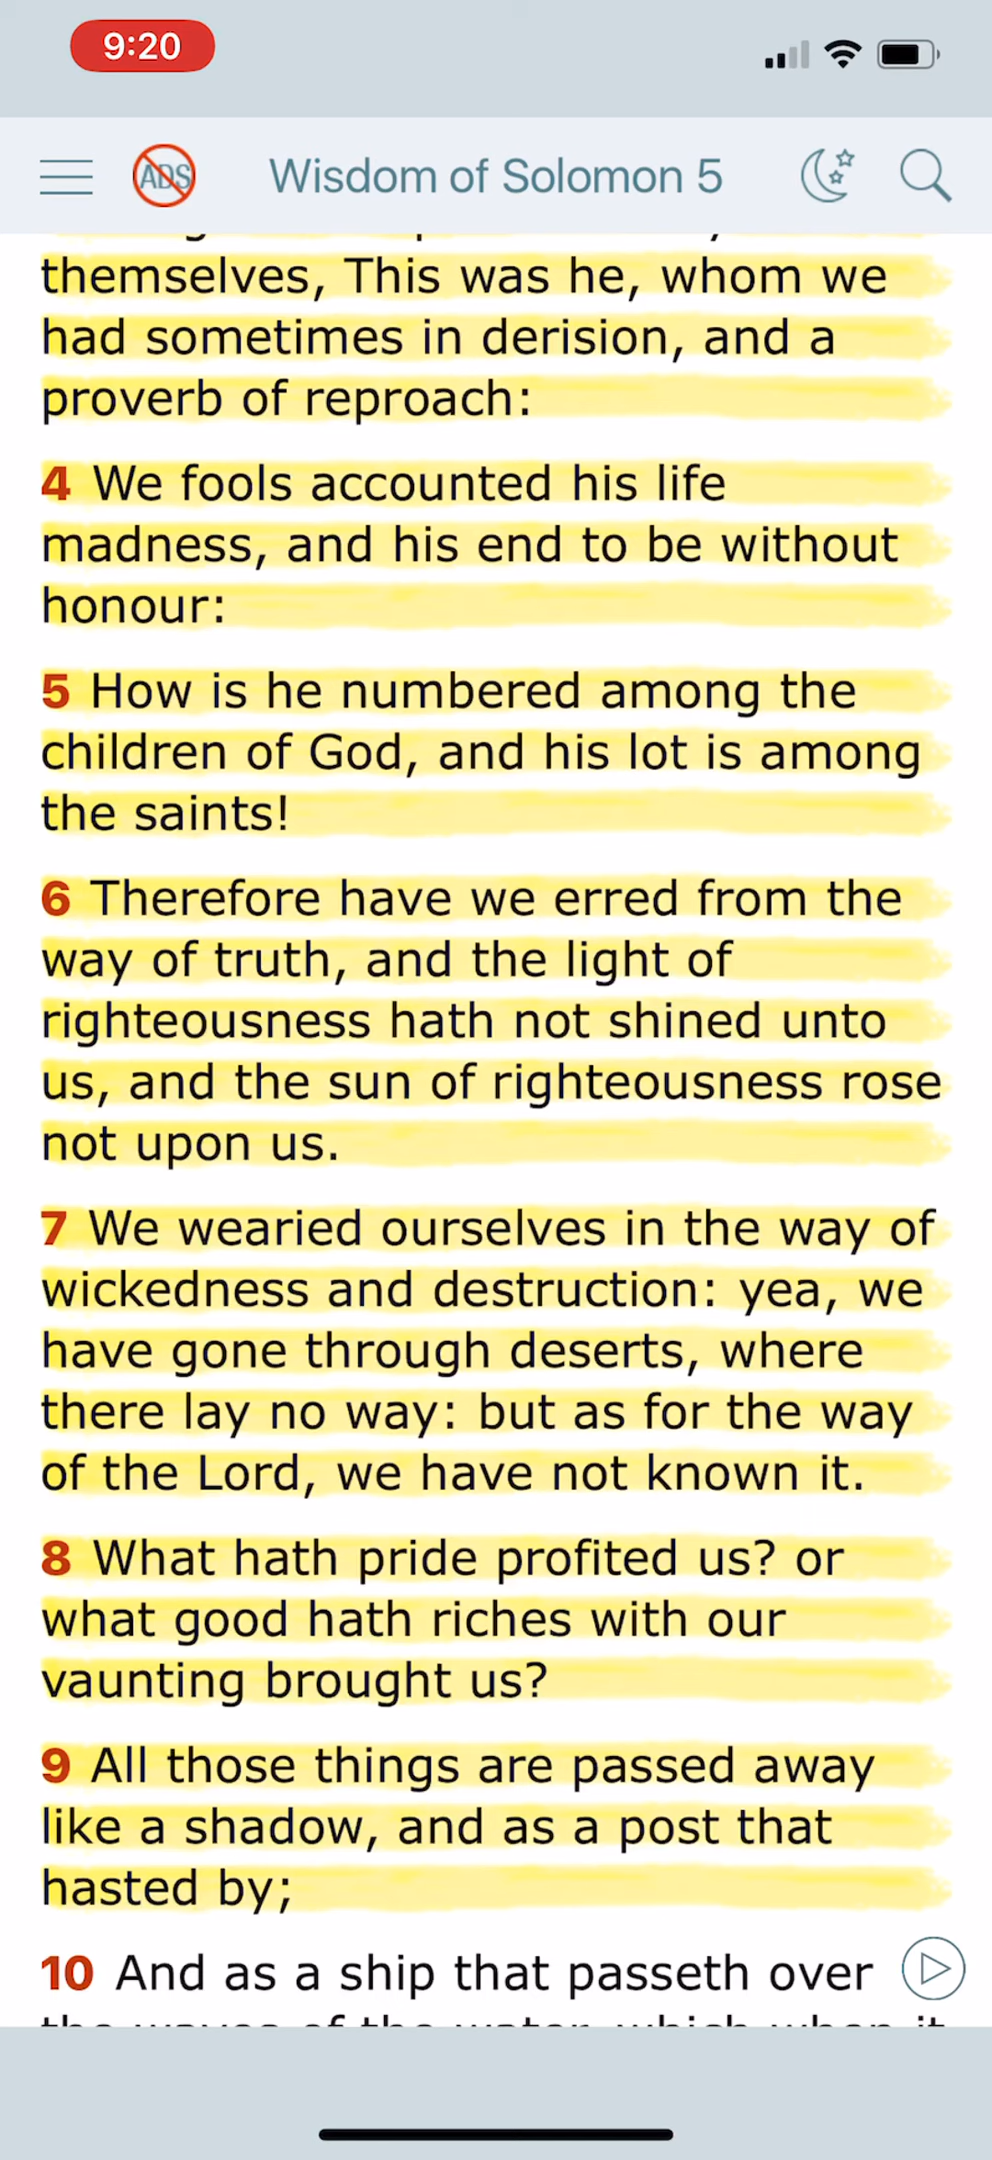 9:20
ADS
Wisdom of Solomon 5
themselves, This was he, whom we
had sometimes in derision, and a
proverb of reproach:
4 We fools accounted his life
madness, and his end to be without
honour:
5 How is he numbered among the
children of God, and his lot is among
the saints!
6 Therefore have we erred from the
way of truth, and the light of
righteousness hath not shined unto
us, and the sun of righteousness rose
not upon us.
7 We wearied ourselves in the way of
wickedness and destruction: yea, we
have gone through deserts, where
there lay no way: but as for the way
of the Lord, we have not known it.
8 What hath pride profited us? or
what good hath riches with our
vaunting brought us?
9 All those things are passed away
like a shadow, and as a post that
hasted by;
10 And as a ship that passeth over
the waves of the water, which when it